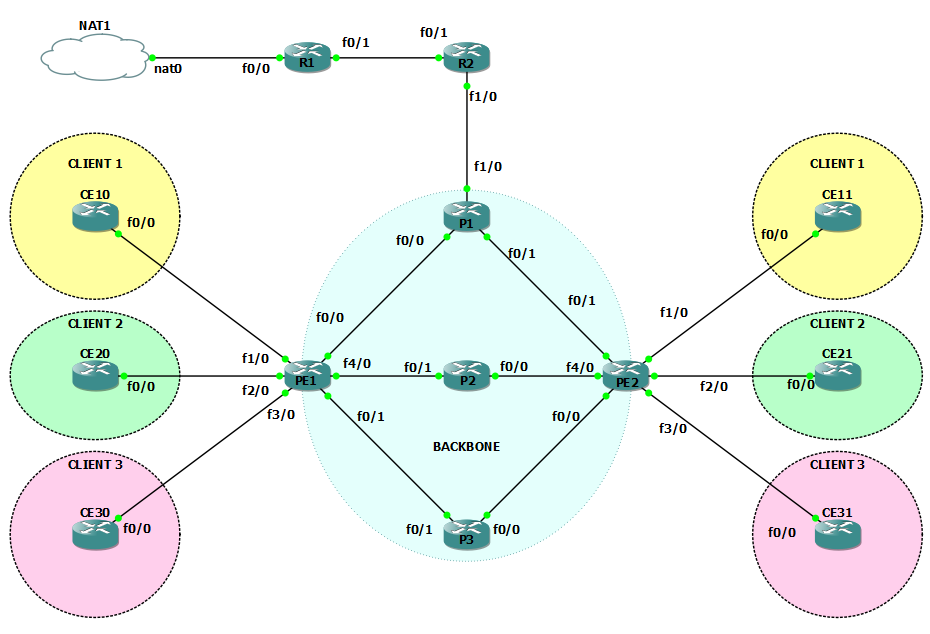 NAT1
f0/1
f0/1
R1
R2
nat0
f0/0
f1/0
CLIENT 1
CLIENT 1
f1/0
CE10
CE11
f0/0
P1
f0/0
f0/0
f0/1
f0/1
f0/0
f1/0
CLIENT 2
CLIENT 2
CE20
f1/0
f4/0
f0/1
f0/0
f4/0
CE21
f0/0
PE1
P2
PE2
f2/0
f0/0
f2/0
f3/0
f0/1
f0/0
f3/0
BACKBONE
CLIENT 3
CLIENT 3
CE30
CE31
f0/0
f0/1
P3
f0/0
f0/0